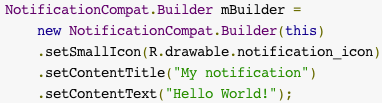 NotificationCompat.Builder mBuilder =
    new NotificationCompat.Builder(this)
    .setSmallIcon(R.drawable.notification_icon)
    .setContentTitle("My notification")
    .setContentText("Hello World!");